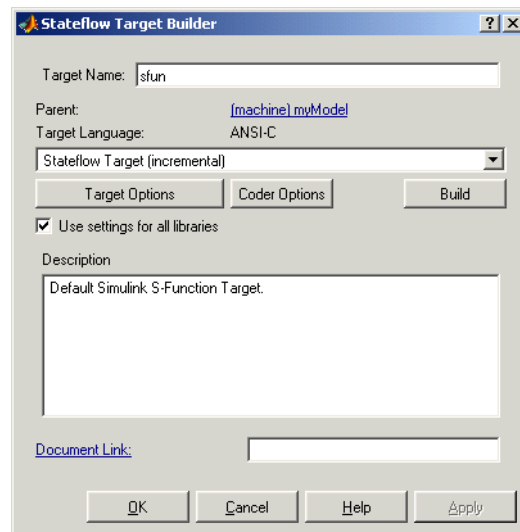 Stateflow Target Builder
Target Name: sfun
Parent: (machine) myModel
Target Language: ANSI-C
Stateflow Target (incremental)
Target Options Coder Options Build
Use settings for all libraries
Description
Default Simulink S-Function Target.
Document Link:
OK Cancel Help Apply